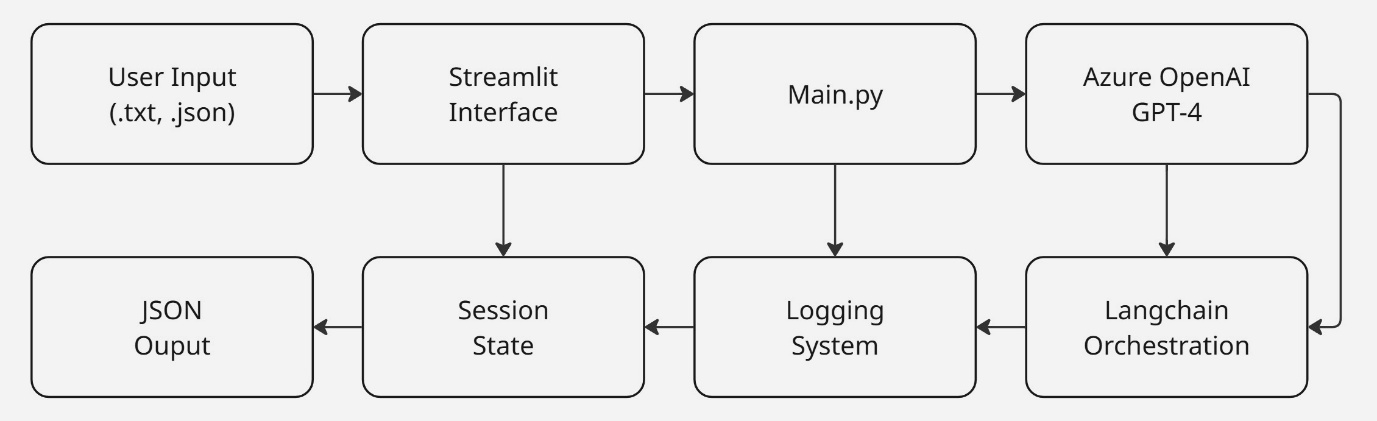 User Input
(.txt, .json)
Streamlit
Interface
Main.py
Azure OpenAI
GPT-4
JSON
Ouput
Session
State
Logging
System
Langchain
Orchestration